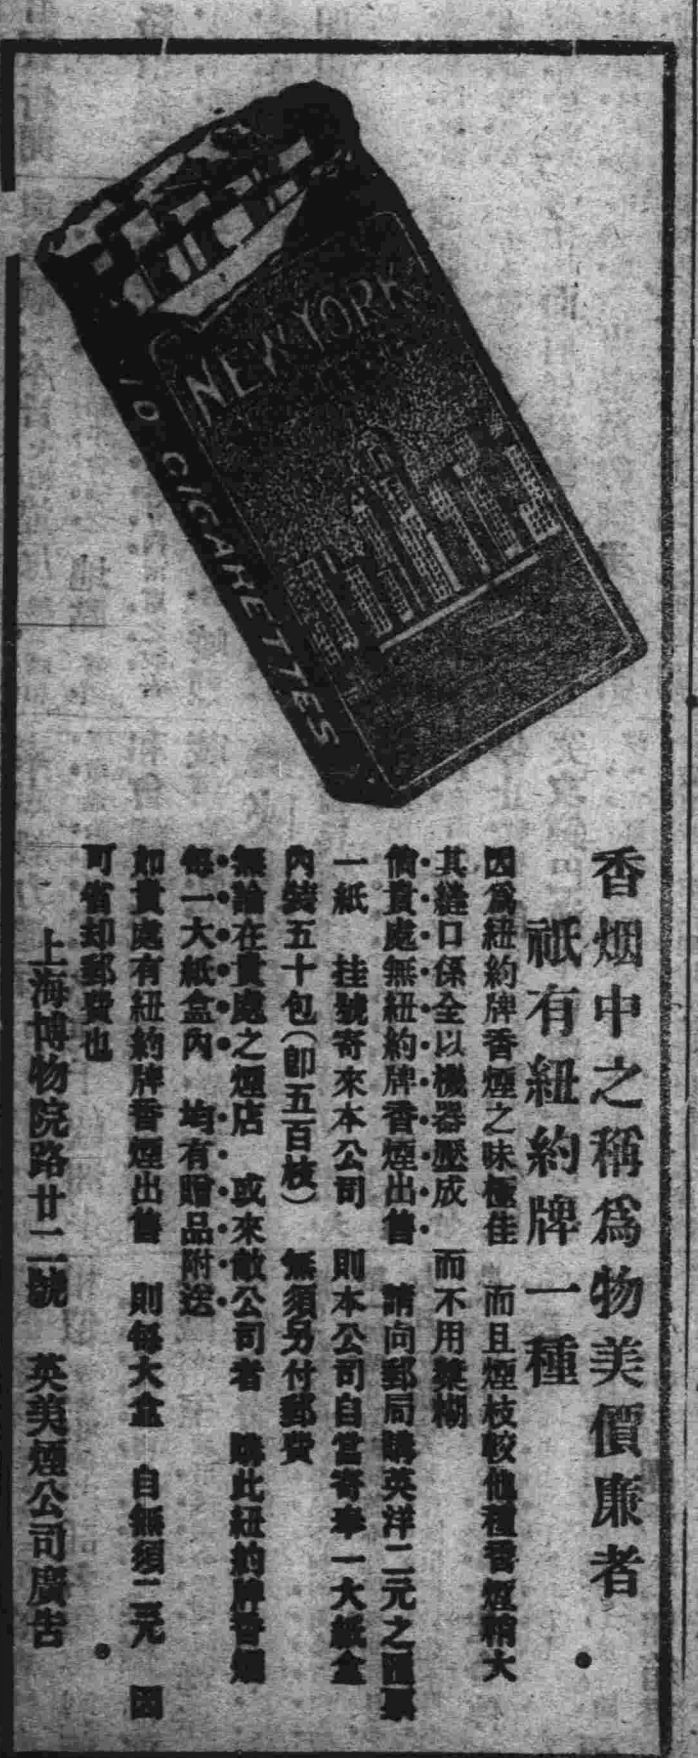 NEW YORK
10 CIGARETTES
香烟中之稱爲物美價廉者
祇有紐約牌一種
因爲紐約牌香煙之味極佳 而且煙枝較他種香煙稍大
其縫口係全以機器壓成 而不用漿糊
倘貴處無紐約牌香煙出售 請向郵局購英洋二元之匯票
一紙 挂號寄來本公司 則本公司自當寄奉一大紙盒
內裝五十包(卽五百枝) 無須另付郵費
無論在貴處之煙店 或來敝公司者 購此紐約牌香烟
每一大紙盒內 均有贈品附送
如貴處有紐約牌香煙出售 則每大盒 自無須二元 因
可省却郵費也
上海博物院路廿二號 英美煙公司廣告